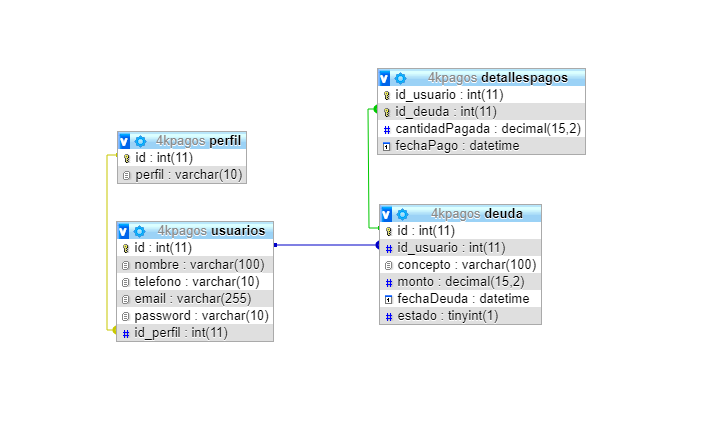 4kpagos detallespagos
id_usuario : int(11)
id_deuda : int(11)
cantidadPagada : decimal(15,2)
fechaPago : datetime
4kpagos perfil
id : int(11)
perfil : varchar(10)
4kpagos usuarios
id : int(11)
nombre : varchar(100)
telefono : varchar(10)
email : varchar(255)
password : varchar(10)
id_perfil : int(11)
4kpagos deuda
id : int(11)
id_usuario : int(11)
concepto : varchar(100)
monto : decimal(15,2)
fechaDeuda : datetime
estado : tinyint(1)